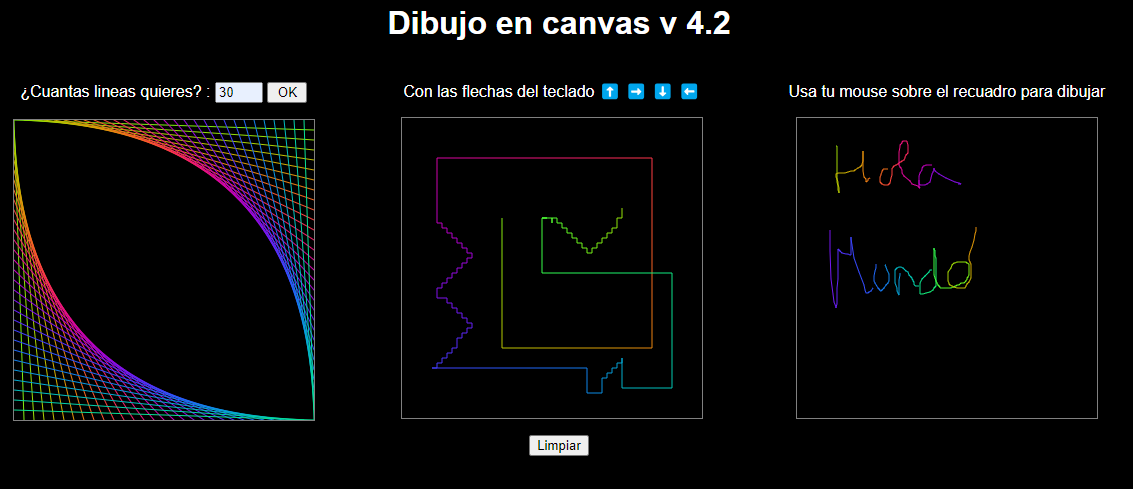 Dibujo en canvas v 4.2
¿Cuantas lineas quieres? : 30 OK
Con las flechas del teclado ⬆ ➡ ⬇ ⬅
Usa tu mouse sobre el recuadro para dibujar
Hola
Mundo
Limpiar